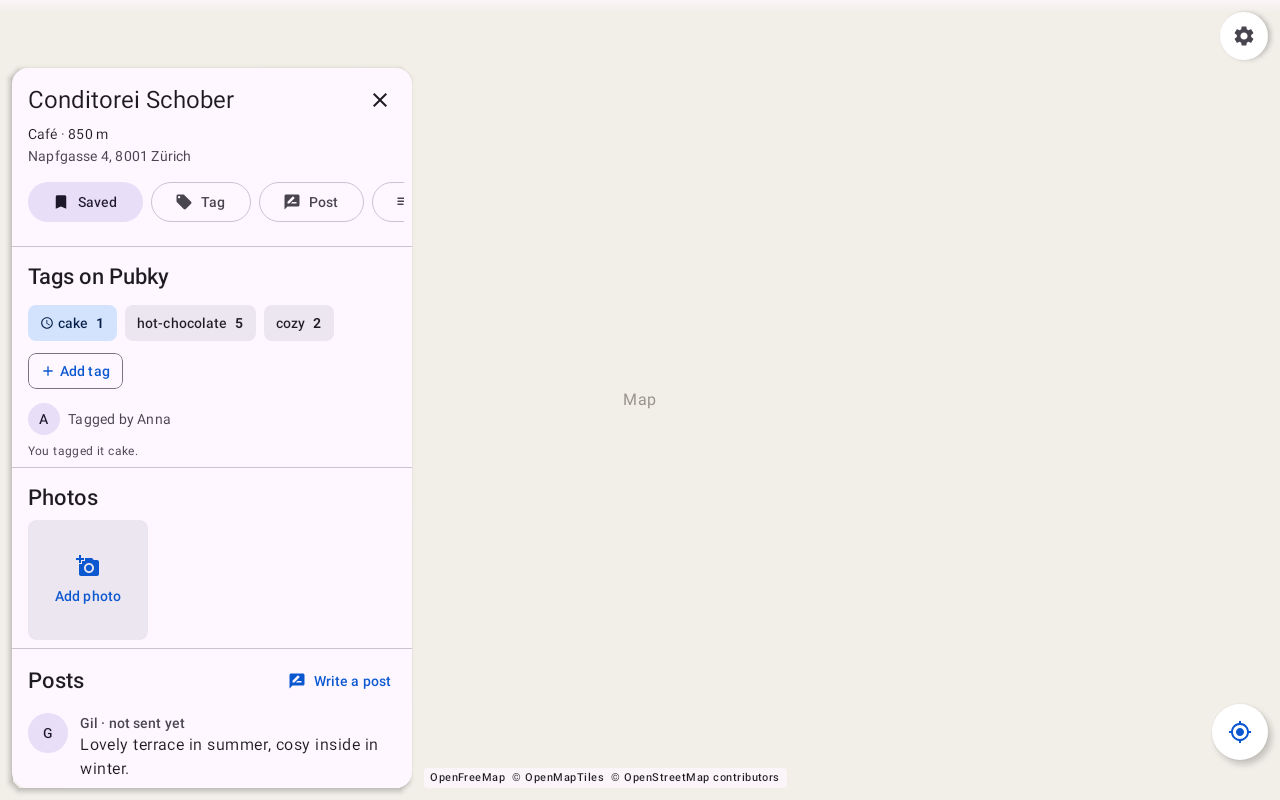 Conditorei Schober
Café · 850 m
Napfgasse 4, 8001 Zürich
Saved
Tag
Post
Tags on Pubky
cake 1
hot-chocolate 5
cozy 2
+ Add tag
A
Tagged by Anna
You tagged it cake.
Photos
Add photo
Posts
Write a post
G
Gil · not sent yet
Lovely terrace in summer, cosy inside in
winter.
Map
OpenFreeMap © OpenMapTiles © OpenStreetMap contributors